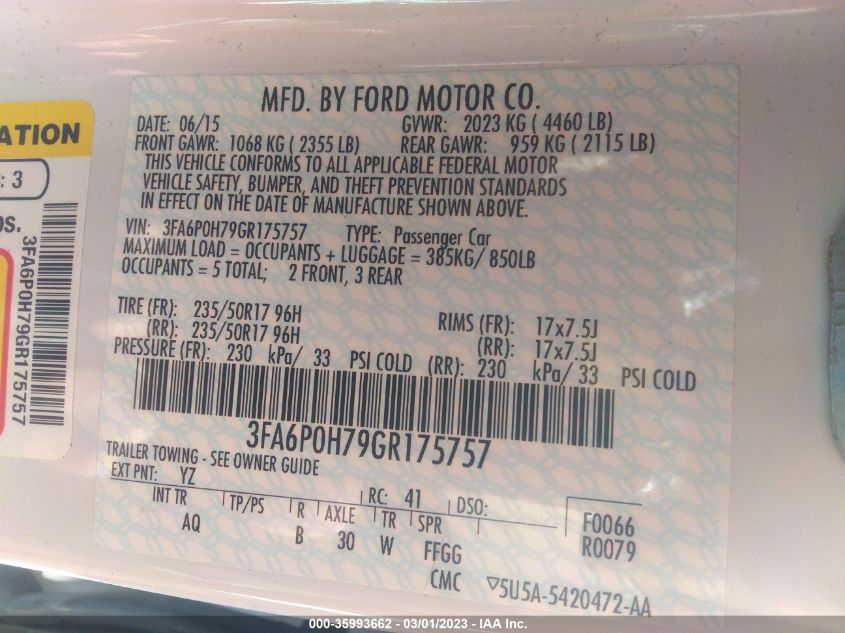 MFD. BY FORD MOTOR CO.
DATE: 06/15 GVWR: 2023 KG ( 4460 LB)
FRONT GAWR: 1068 KG ( 2355 LB) REAR GAWR: 959 KG ( 2115 LB)
THIS VEHICLE CONFORMS TO ALL APPLICABLE FEDERAL MOTOR
VEHICLE SAFETY, BUMPER, AND THEFT PREVENTION STANDARDS
IN EFFECT ON THE DATE OF MANUFACTURE SHOWN ABOVE.
VIN: 3FA6P0H79GR175757 TYPE: Passenger Car
MAXIMUM LOAD = OCCUPANTS + LUGGAGE = 385KG/ 850LB
OCCUPANTS = 5 TOTAL; 2 FRONT, 3 REAR
TIRE (FR): 235/50R17 96H RIMS (FR): 17x7.5J
(RR): 235/50R17 96H (RR): 17x7.5J
PRESSURE (FR): 230 kPa/ 33 PSI COLD (RR): 230 kPa/ 33 PSI COLD
3FA6P0H79GR175757
TRAILER TOWING - SEE OWNER GUIDE
EXT PNT: YZ RC: 41 DSO:
INT TR TP/PS R AXLE TR SPR F0066
AQ B 30 W FFGG R0079
CMC ▽5U5A-5420472-AA
ATION
: 3
OS.
3FA6P0H79GR175757
000-35993662 - 03/01/2023 - IAA Inc.